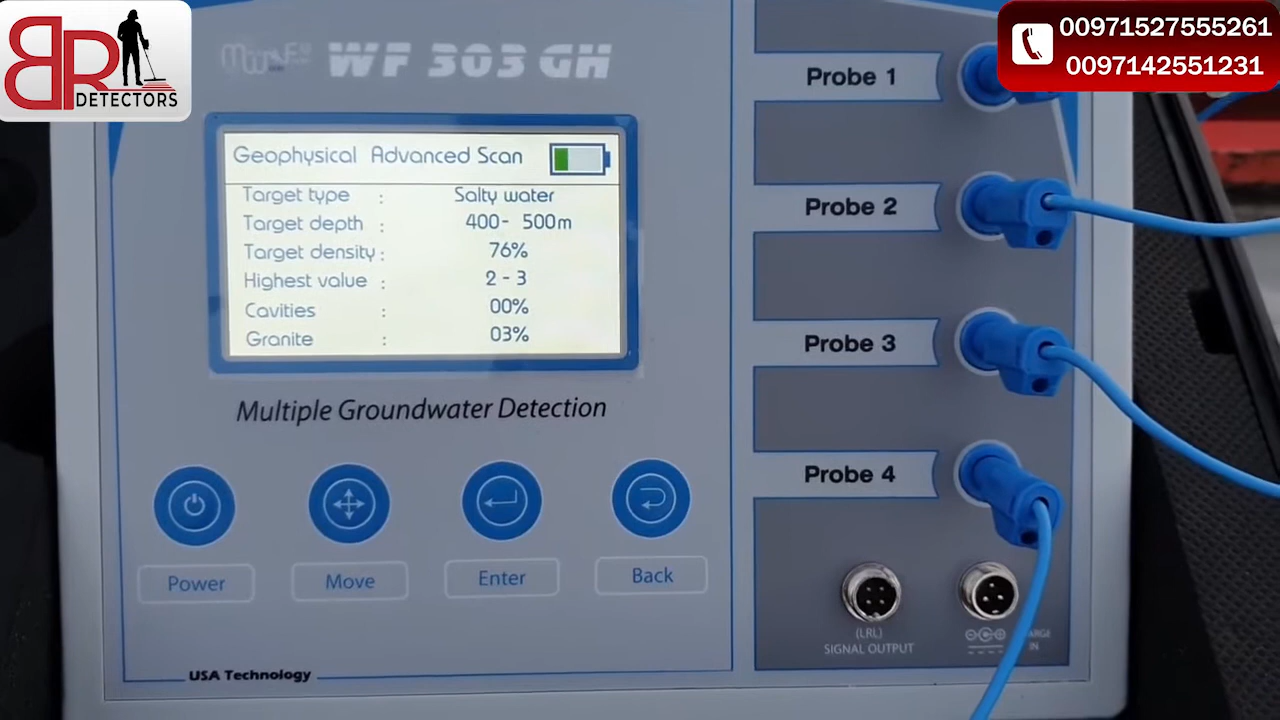 BR
DETECTORS
00971527555261
0097142551231
WF 303 GH
Geophysical Advanced Scan
Target type : Salty water
Target depth : 400- 500m
Target density : 76%
Highest value : 2 - 3
Cavities : 00%
Granite : 03%
Multiple Groundwater Detection
Power
Move
Enter
Back
USA Technology
Probe 1
Probe 2
Probe 3
Probe 4
(LRL)
SIGNAL OUTPUT
IN